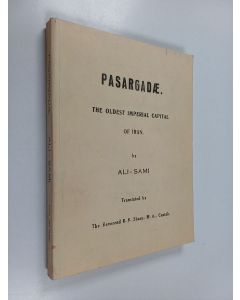 PASARGADÆ.
THE OLDEST IMPERIAL CAPITAL
OF IRAN.
by
ALI-SAMI
Translated by
The Reverend R. N. Sharp, M. A., Cantab.